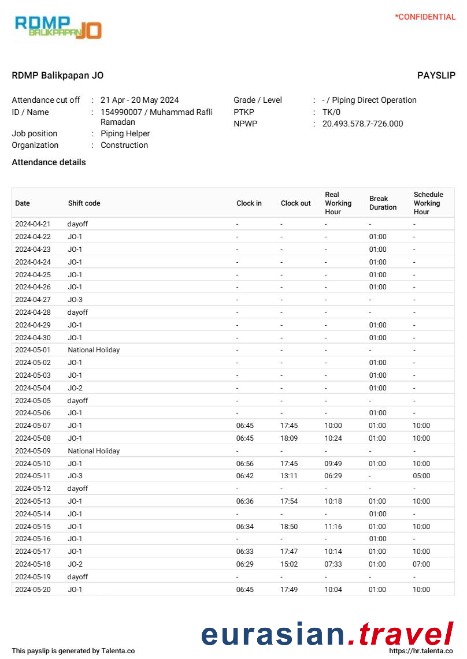 *CONFIDENTIAL
RDMP
BALIKPAPAN JO
RDMP Balikpapan JO PAYSLIP
Attendance cut off : 21 Apr - 20 May 2024 Grade / Level : - / Piping Direct Operation
ID / Name : 154990007 / Muhammad Rafli PTKP : TK/0
Ramadan NPWP : 20.493.578.7-726.000
Job position : Piping Helper
Organization : Construction
Attendance details
Date Shift code Clock in Clock out Real Working Hour Break Duration Schedule Working Hour
2024-04-21 dayoff - - - - -
2024-04-22 JO-1 - - - 01:00 -
2024-04-23 JO-1 - - - 01:00 -
2024-04-24 JO-1 - - - 01:00 -
2024-04-25 JO-1 - - - 01:00 -
2024-04-26 JO-1 - - - 01:00 -
2024-04-27 JO-3 - - - - -
2024-04-28 dayoff - - - - -
2024-04-29 JO-1 - - - 01:00 -
2024-04-30 JO-1 - - - 01:00 -
2024-05-01 National Holiday - - - - -
2024-05-02 JO-1 - - - 01:00 -
2024-05-03 JO-1 - - - 01:00 -
2024-05-04 JO-2 - - - 01:00 -
2024-05-05 dayoff - - - - -
2024-05-06 JO-1 - - - 01:00 -
2024-05-07 JO-1 06:45 17:45 10:00 01:00 10:00
2024-05-08 JO-1 06:45 18:09 10:24 01:00 10:00
2024-05-09 National Holiday - - - - -
2024-05-10 JO-1 06:56 17:45 09:49 01:00 10:00
2024-05-11 JO-3 06:42 13:11 06:29 - 05:00
2024-05-12 dayoff - - - - -
2024-05-13 JO-1 06:36 17:54 10:18 01:00 10:00
2024-05-14 JO-1 - - - 01:00 -
2024-05-15 JO-1 06:34 18:50 11:16 01:00 10:00
2024-05-16 JO-1 - - - 01:00 -
2024-05-17 JO-1 06:33 17:47 10:14 01:00 10:00
2024-05-18 JO-2 06:29 15:02 07:33 01:00 07:00
2024-05-19 dayoff - - - - -
2024-05-20 JO-1 06:45 17:49 10:04 01:00 10:00
eurasian.travel
This payslip is generated by Talenta.co https://hr.talenta.co